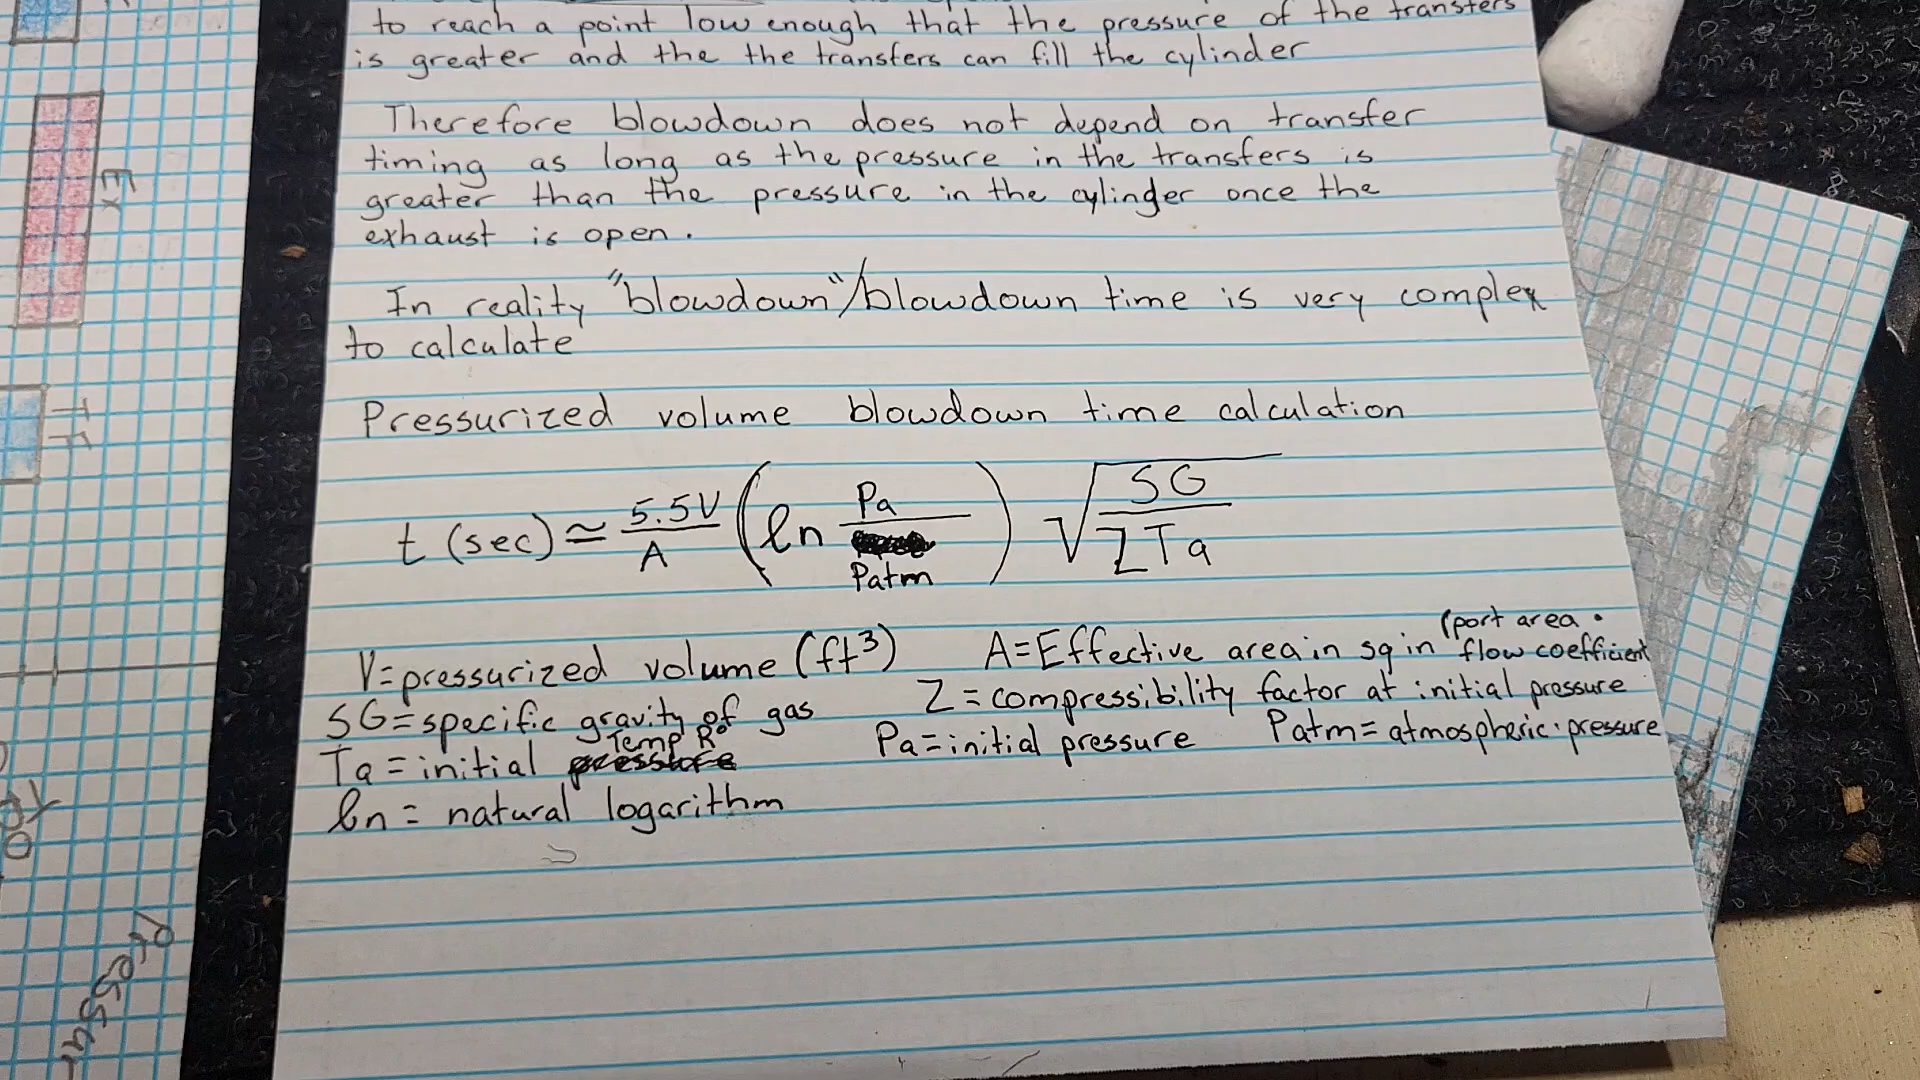 to reach a point low enough that the pressure of the transfers
is greater and the the transfers can fill the cylinder
Therefore blowdown does not depend on transfer
timing as long as the pressure in the transfers is
greater than the pressure in the cylinder once the
exhaust is open.
In reality "blowdown"/blowdown time is very complex
to calculate
Pressurized volume blowdown time calculation
t (sec) ≃ 5.5V/A (ln Pa/Patm) √(SG/ZTa)
V=pressurized volume (ft³) A=Effective area in sq in (port area • flow coefficient
SG=specific gravity of gas Z=compressibility factor at initial pressure
Ta=initial Temp R° Pa=initial pressure Patm=atmospheric pressure
ln = natural logarithm
Ex
TF
Pressur